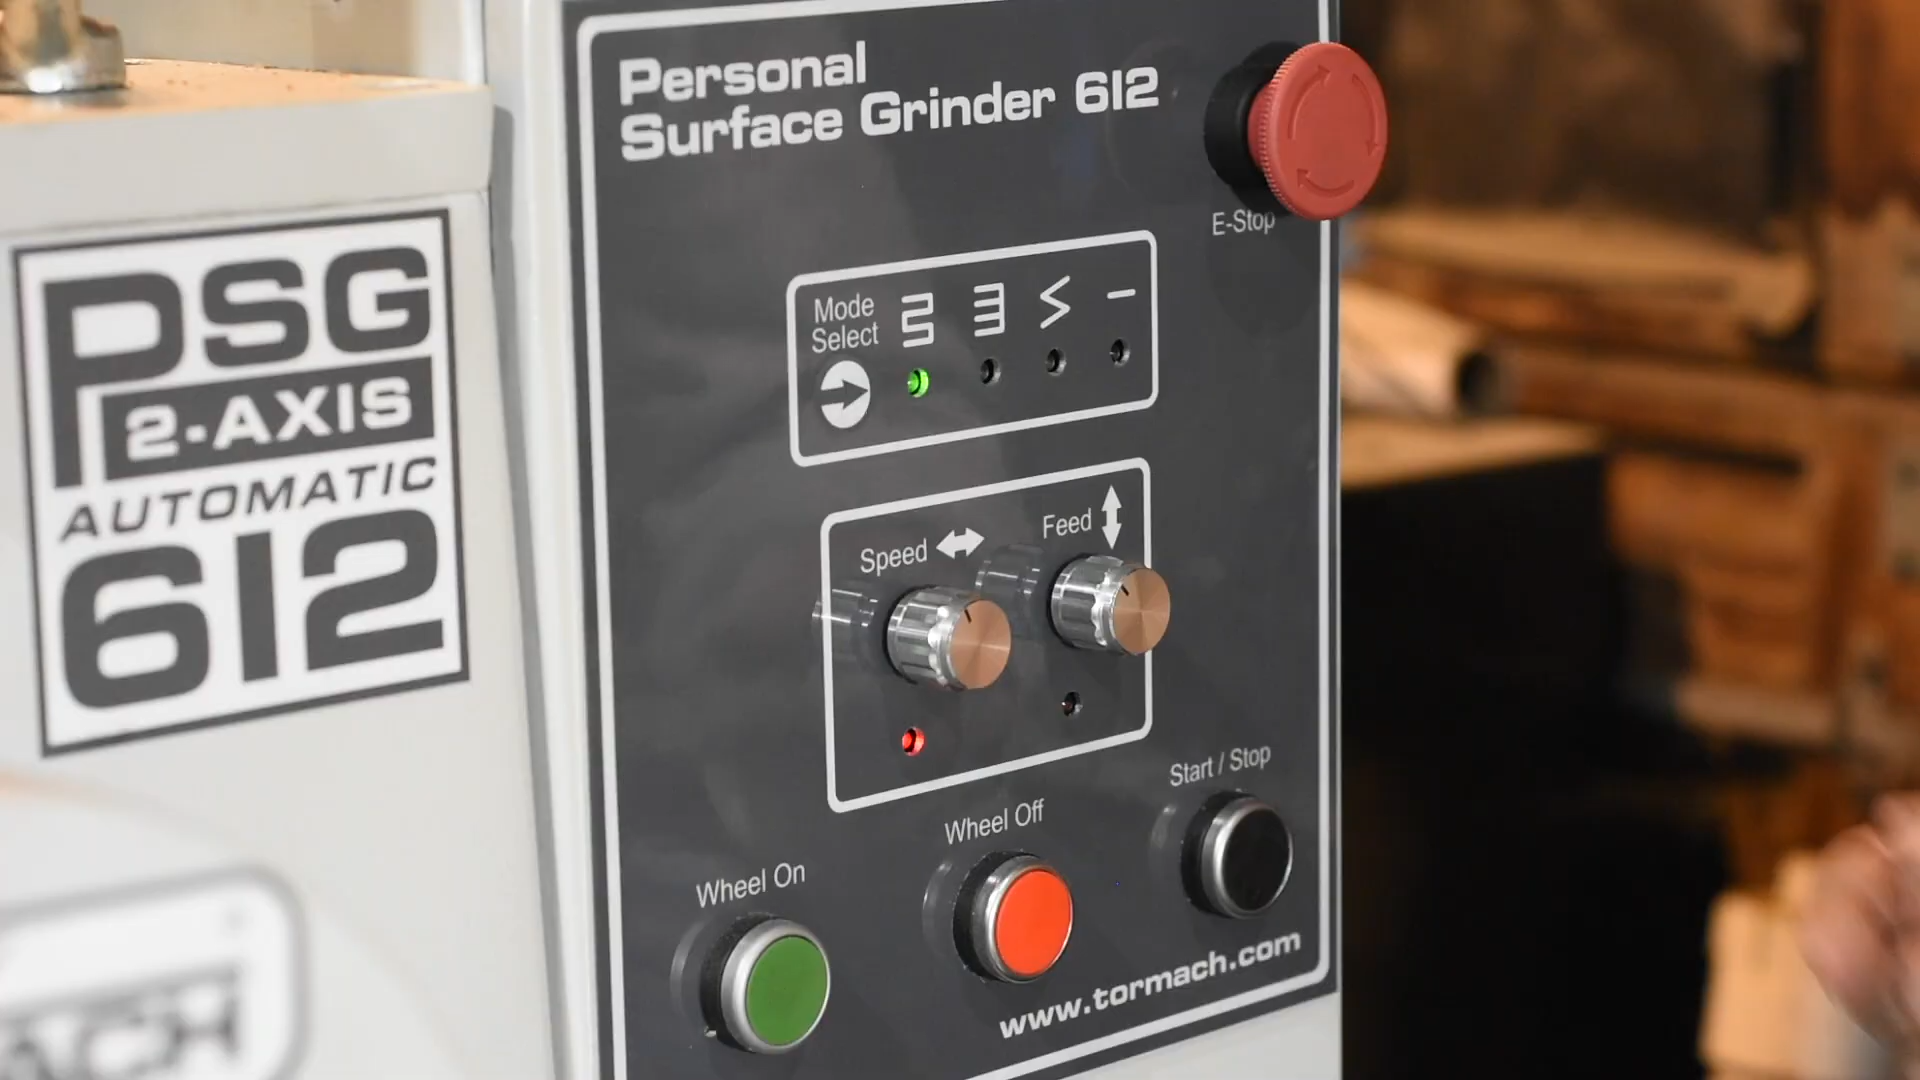 Personal
Surface Grinder 612
E-Stop
PSG
2-AXIS
AUTOMATIC
612
Mode
Select
Speed
Feed
Start / Stop
Wheel Off
Wheel On
www.tormach.com